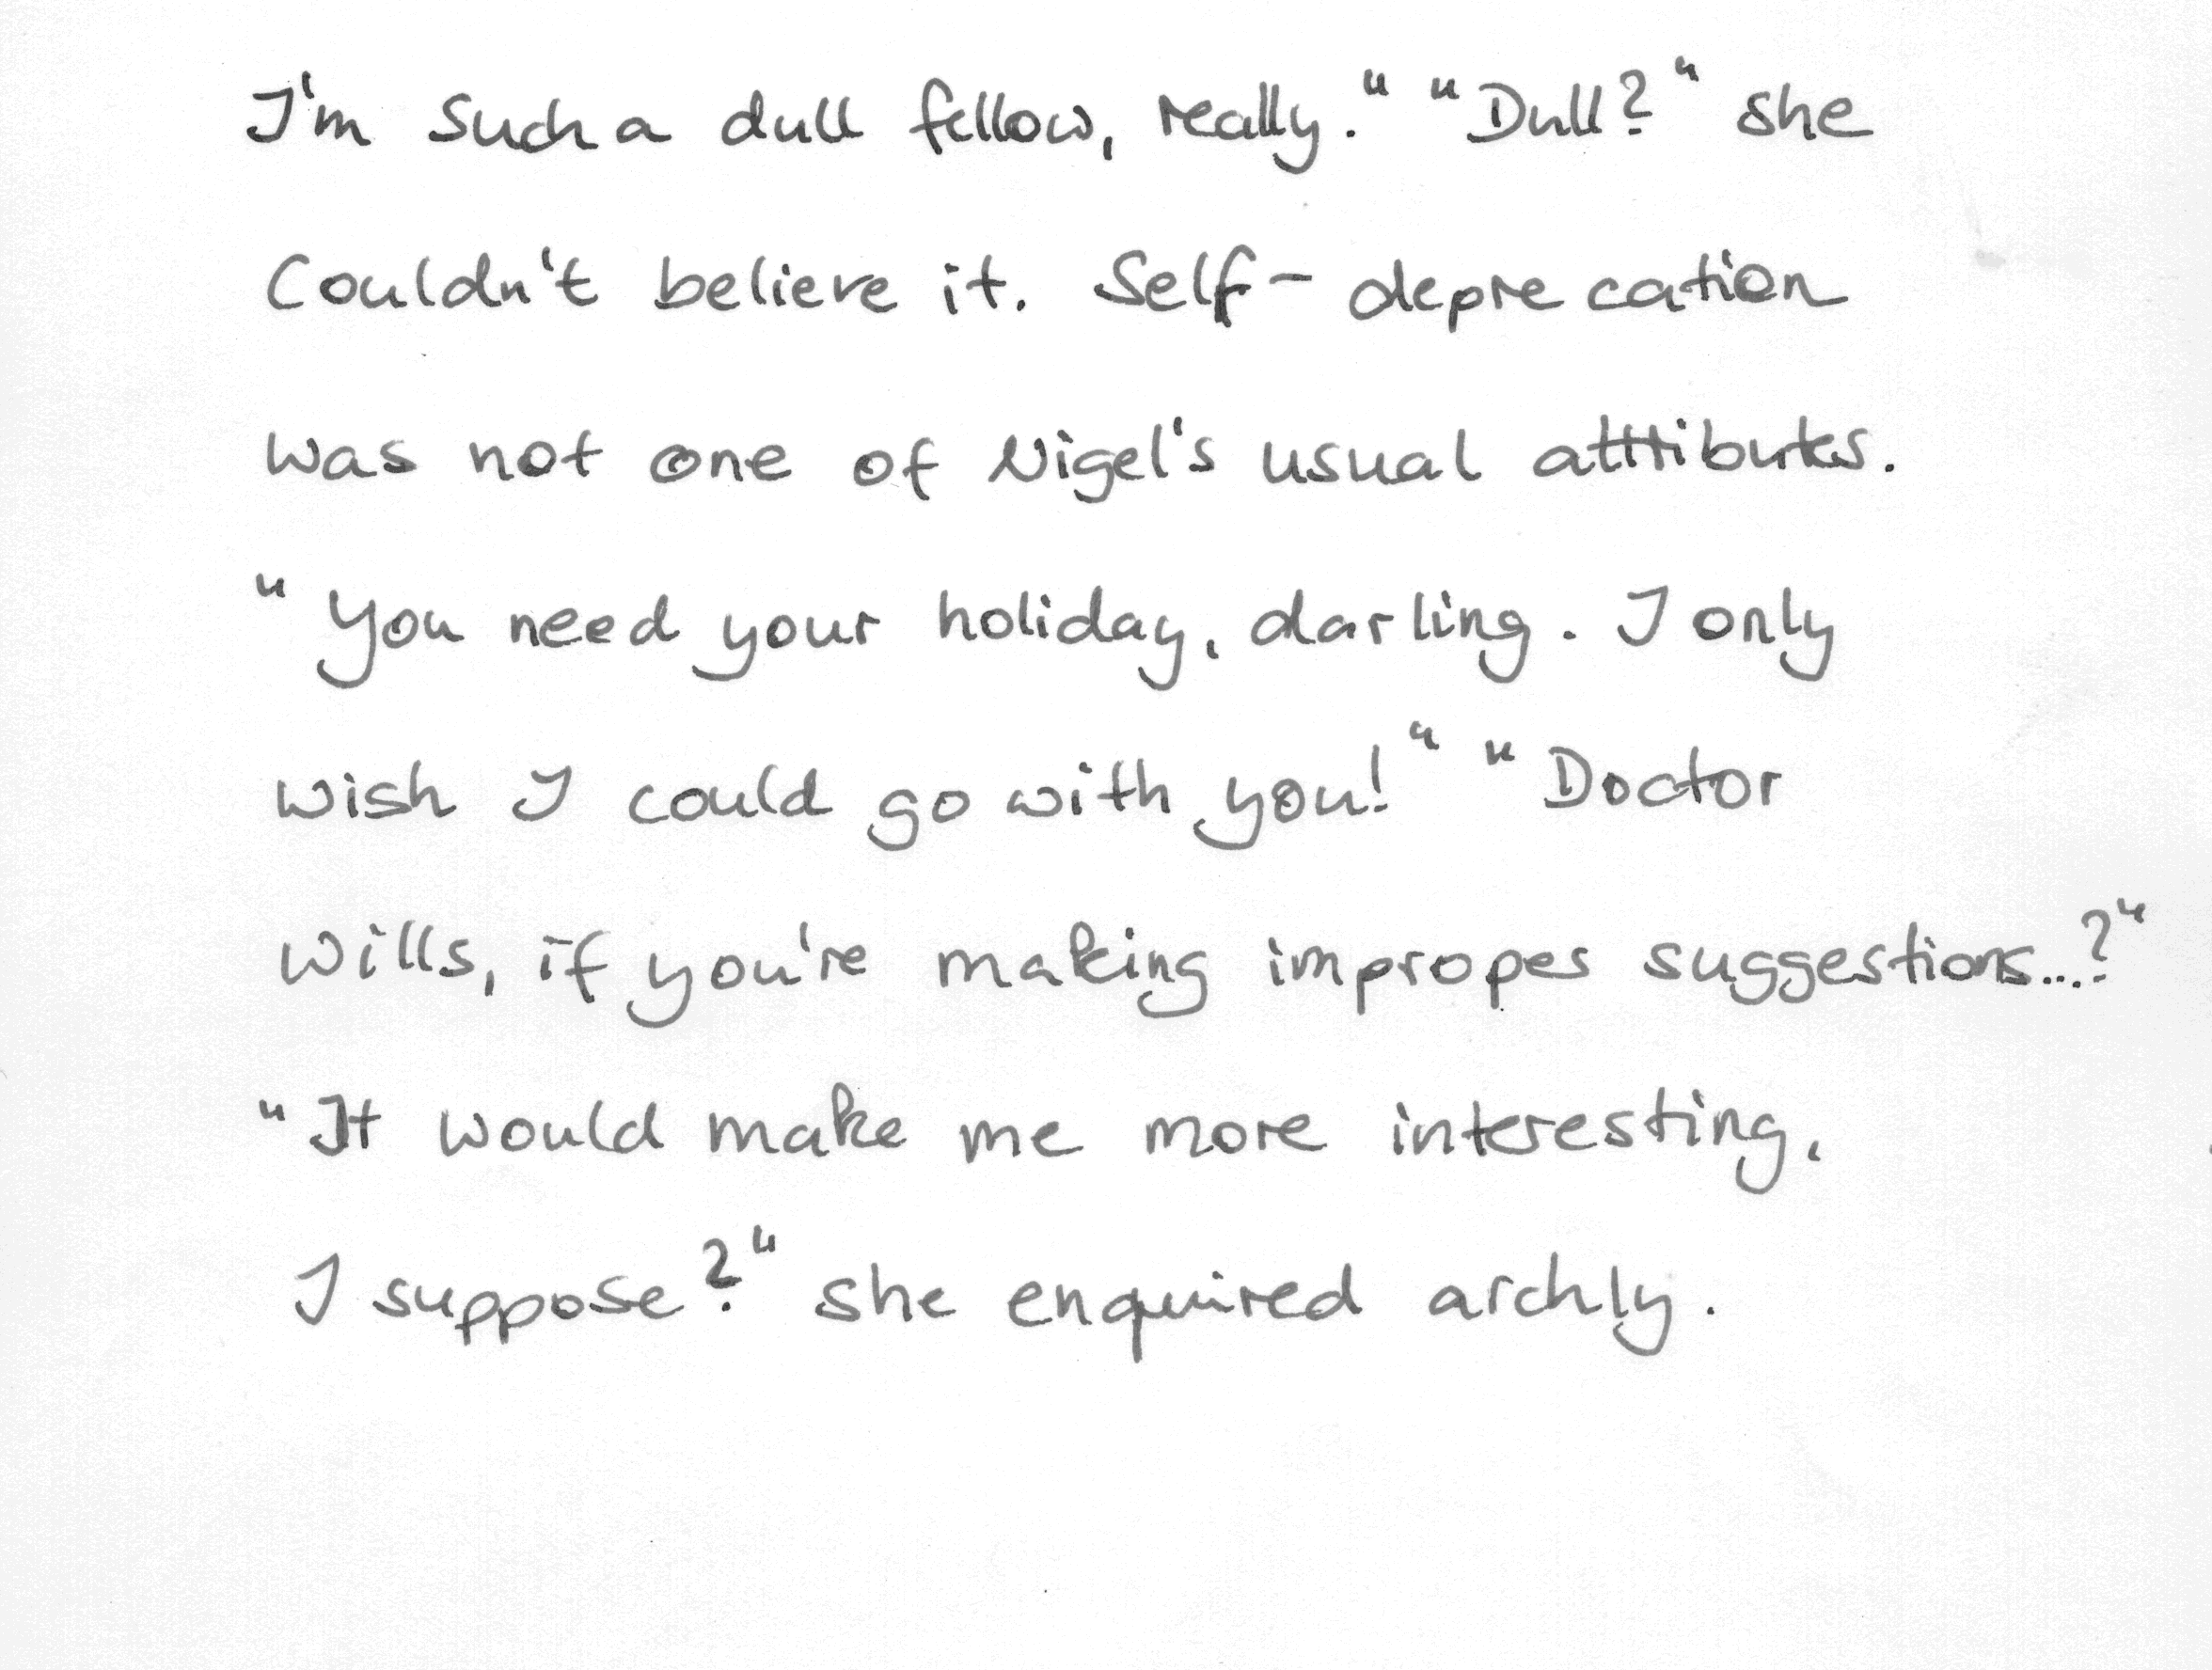 I'm such a dull fellow, really." "Dull?" she
couldn't believe it. Self-deprecation
was not one of Nigel's usual attributes.
"You need your holiday, darling. I only
wish I could go with you!" "Doctor
Wills, if you're making impropes suggestions...?"
"It would make me more interesting,
I suppose?" she enquired archly.